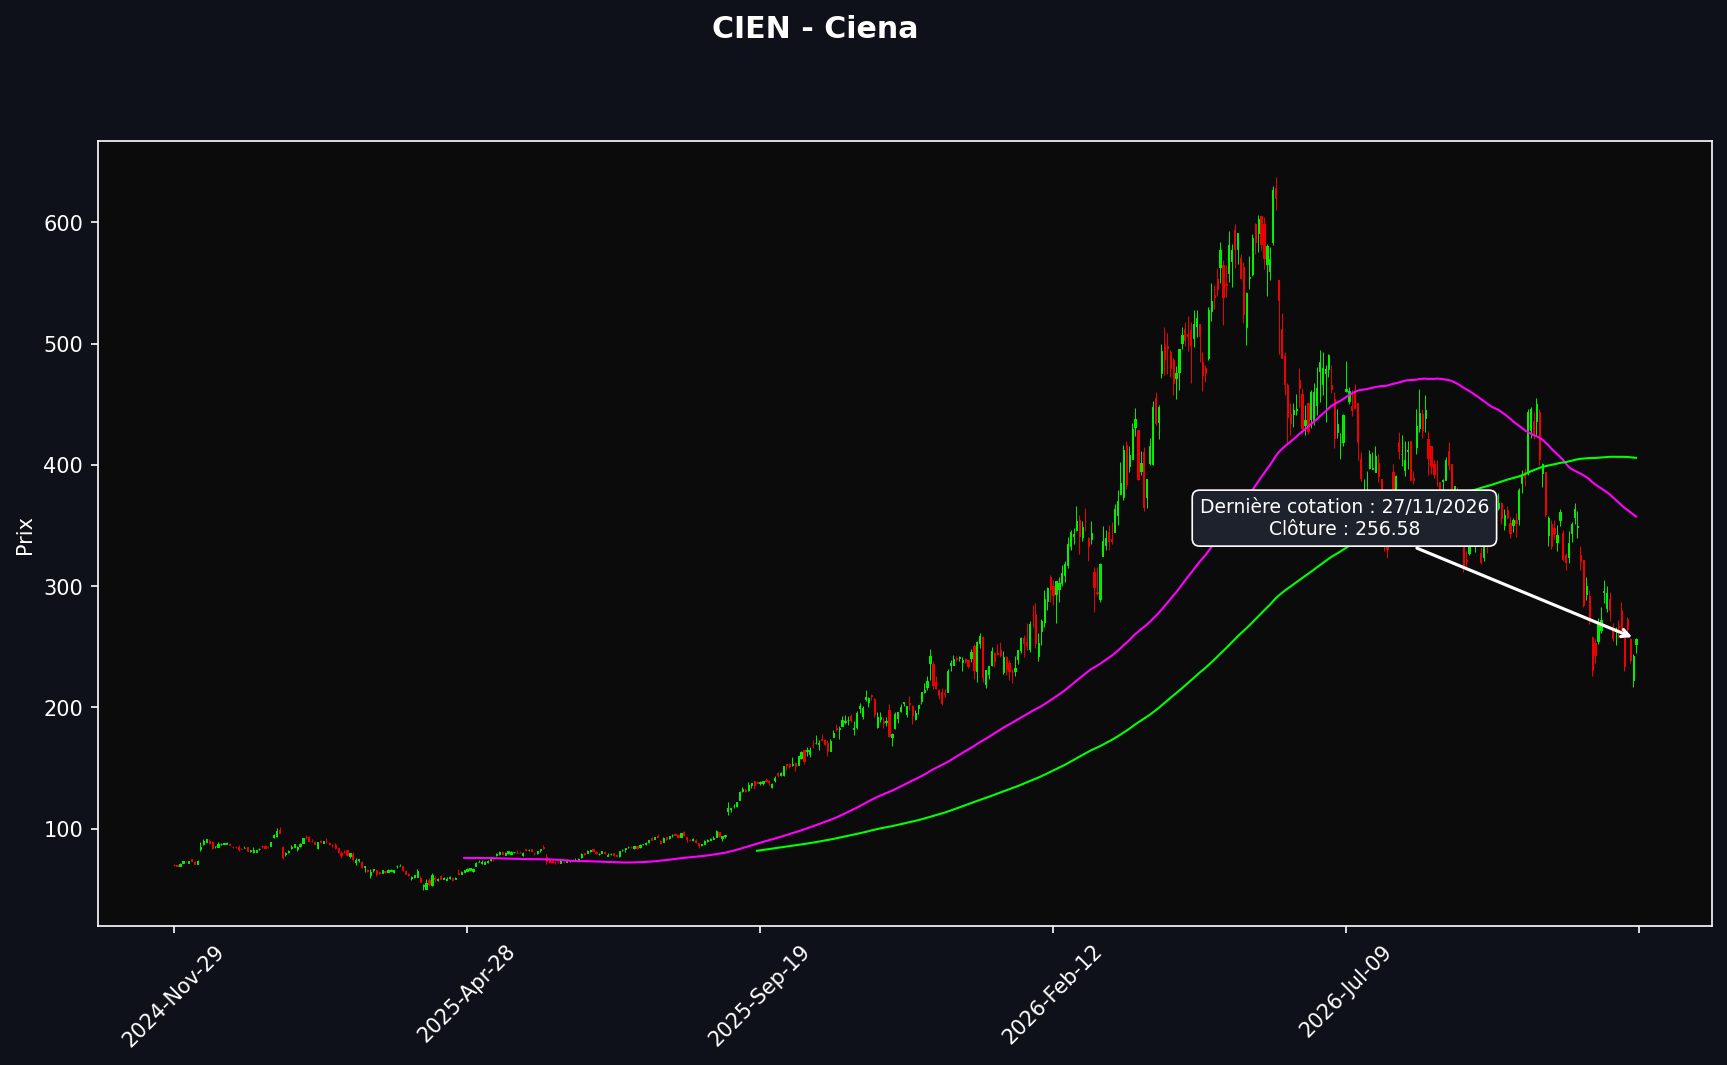 CIEN - Ciena
Prix
600
500
400
300
200
100
Dernière cotation : 27/11/2026
Clôture : 256.58
2024-Nov-29
2025-Apr-28
2025-Sep-19
2026-Feb-12
2026-Jul-09